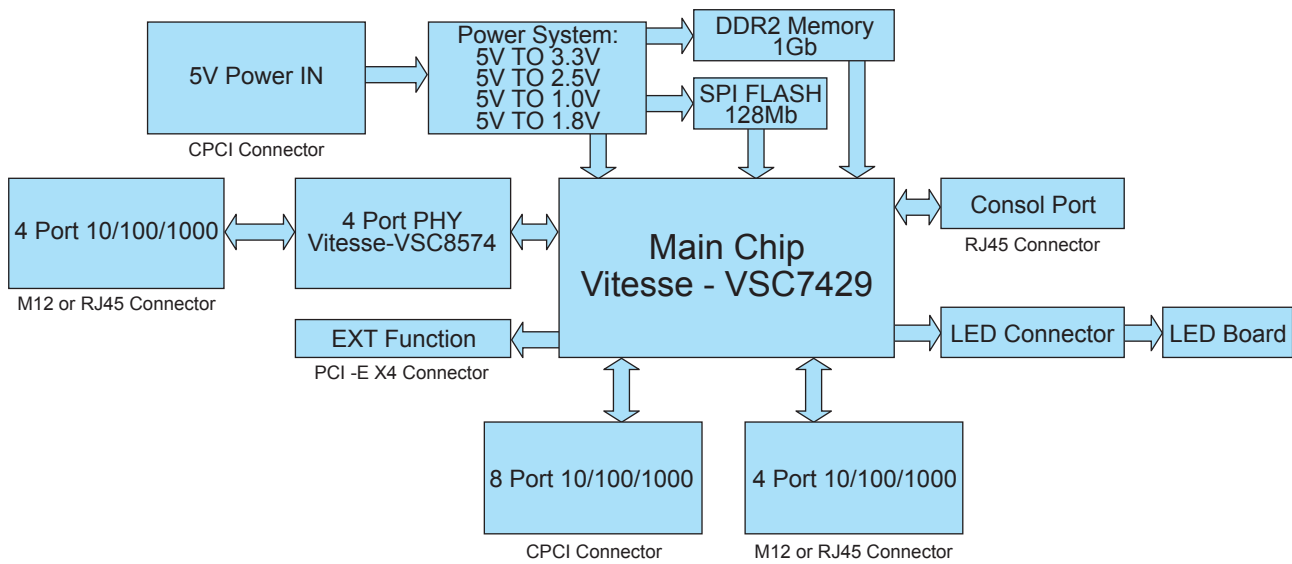 5V Power IN
CPCI Connector
Power System:
5V TO 3.3V
5V TO 2.5V
5V TO 1.0V
5V TO 1.8V
DDR2 Memory
1Gb
SPI FLASH
128Mb
4 Port 10/100/1000
M12 or RJ45 Connector
4 Port PHY
Vitesse-VSC8574
Main Chip
Vitesse - VSC7429
Consol Port
RJ45 Connector
EXT Function
PCI -E X4 Connector
LED Connector
LED Board
8 Port 10/100/1000
CPCI Connector
4 Port 10/100/1000
M12 or RJ45 Connector